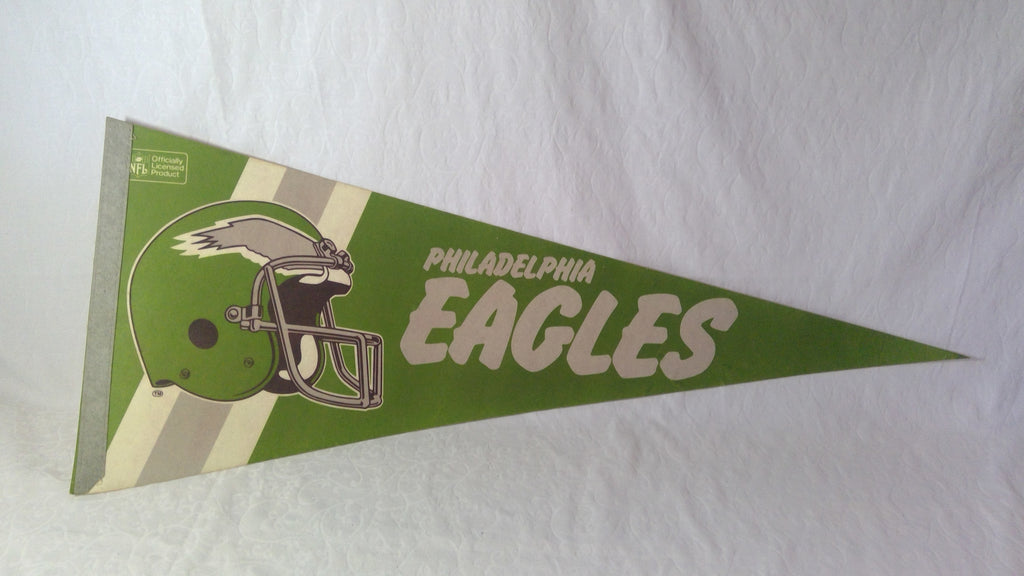 NFL
Officially
Licensed
Product
PHILADELPHIA
EAGLES
TM